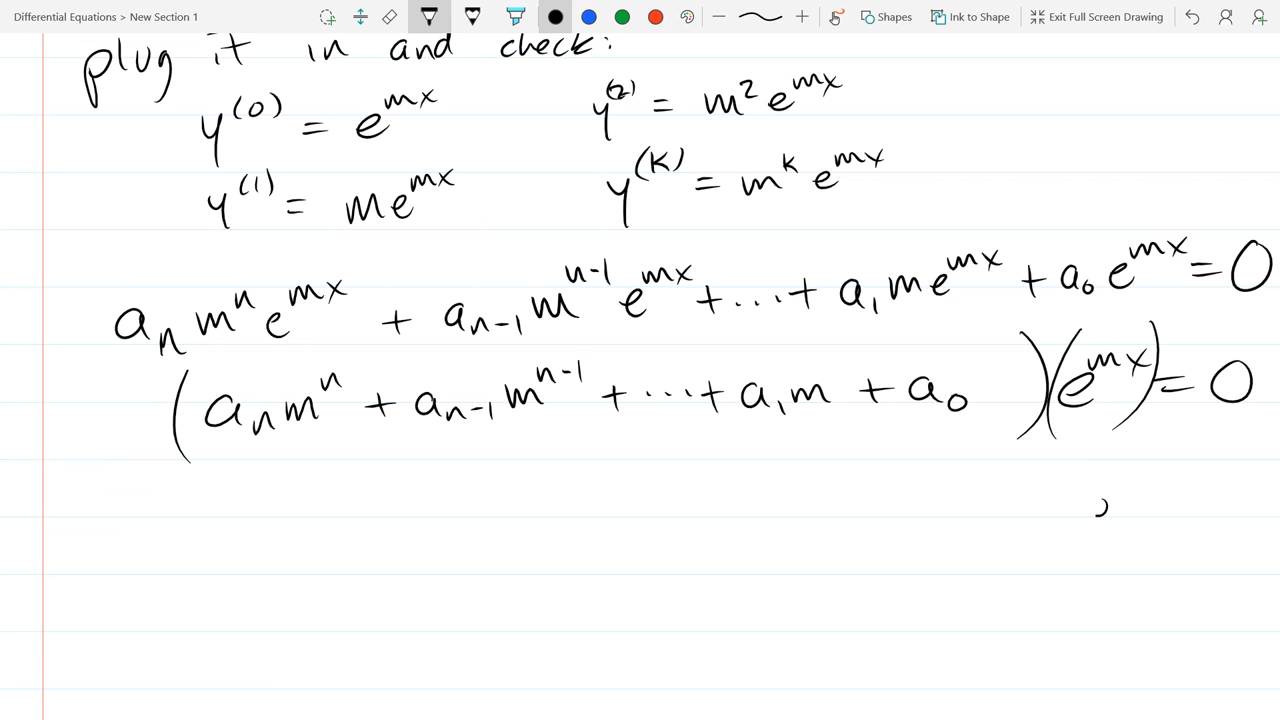 Differential Equations > New Section 1
Shapes Ink to Shape Exit Full Screen Drawing
plug it in and check:
y^(0) = e^mx y^(2) = m^2 e^mx
y^(1) = me^mx y^(k) = m^k e^mx
a_n m^n e^mx + a_n-1 m^n-1 e^mx + ... + a_1 m e^mx + a_0 e^mx = 0
(a_n m^n + a_n-1 m^n-1 + ... + a_1 m + a_0)(e^mx) = 0